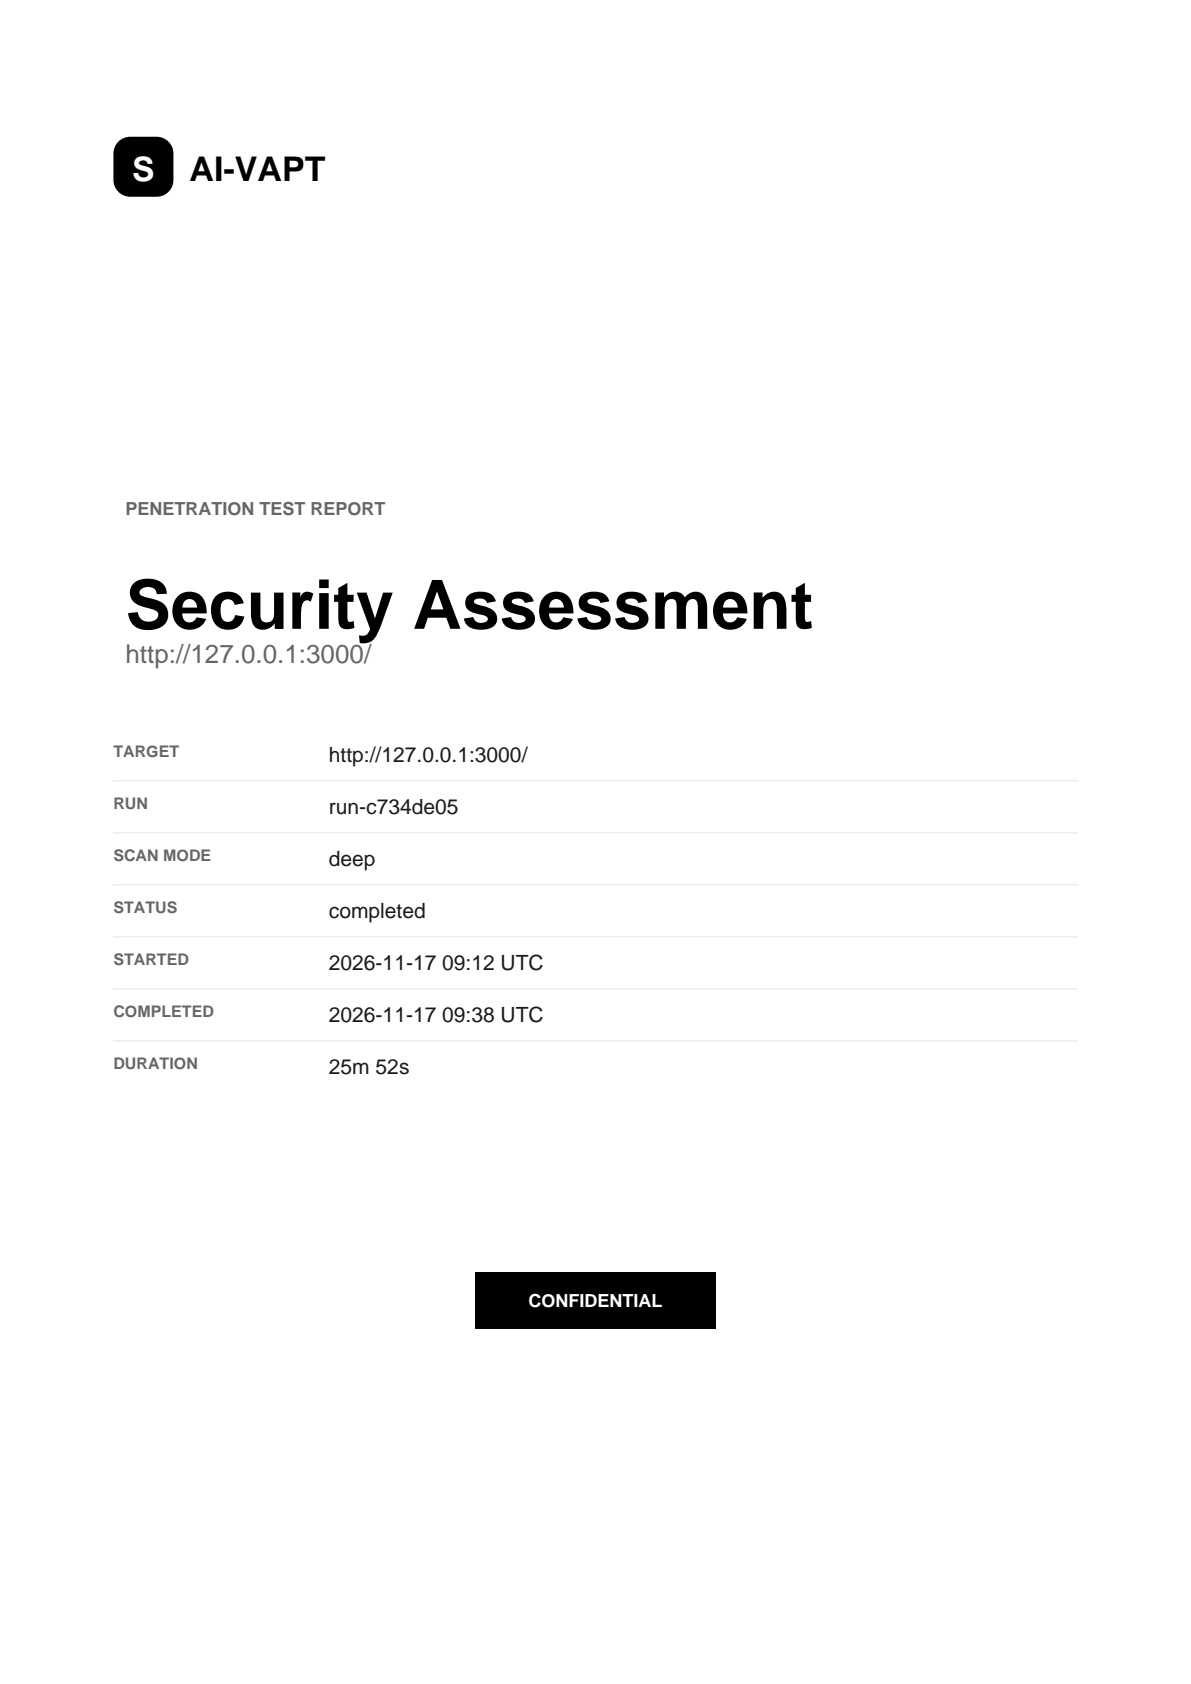 S AI-VAPT
PENETRATION TEST REPORT
Security Assessment
http://127.0.0.1:3000/
TARGET http://127.0.0.1:3000/
RUN run-c734de05
SCAN MODE deep
STATUS completed
STARTED 2026-11-17 09:12 UTC
COMPLETED 2026-11-17 09:38 UTC
DURATION 25m 52s
CONFIDENTIAL